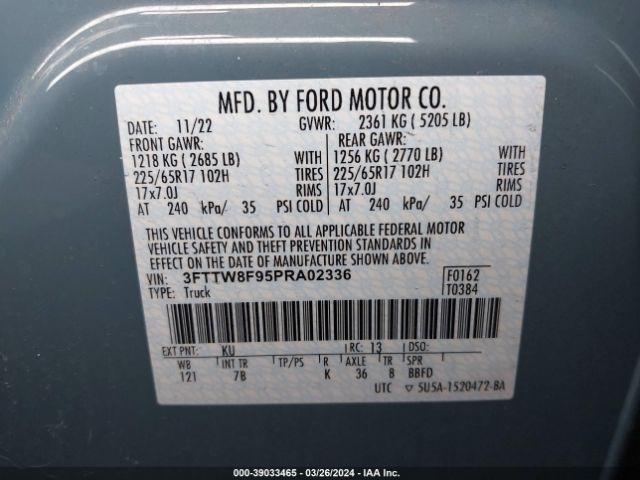 MFD. BY FORD MOTOR CO.
DATE: 11/22 GVWR: 2361 KG ( 5205 LB)
FRONT GAWR: REAR GAWR:
1218 KG ( 2685 LB) 1256 KG ( 2770 LB)
225/65R17 102H TIRES 225/65R17 102H TIRES
17x7.0J RIMS 17x7.0J RIMS
AT 240 kPa/ 35 PSI COLD AT 240 kPa/ 35 PSI COLD
THIS VEHICLE CONFORMS TO ALL APPLICABLE FEDERAL MOTOR
VEHICLE SAFETY AND THEFT PREVENTION STANDARDS IN
EFFECT ON THE DATE OF MANUFACTURE SHOWN ABOVE.
VIN: 3FTTW8F95PRA02336 F0162
TYPE: Truck T0384
EXT PNT: KU RC: 13 DSO:
WB INT TR TP/PS R AXLE TR SPR
121 7B K 36 8 BBFD
UTC ▽ 5U5A-1520472-BA
COPART-39033465 - 03/26/2024 - IAA Inc.